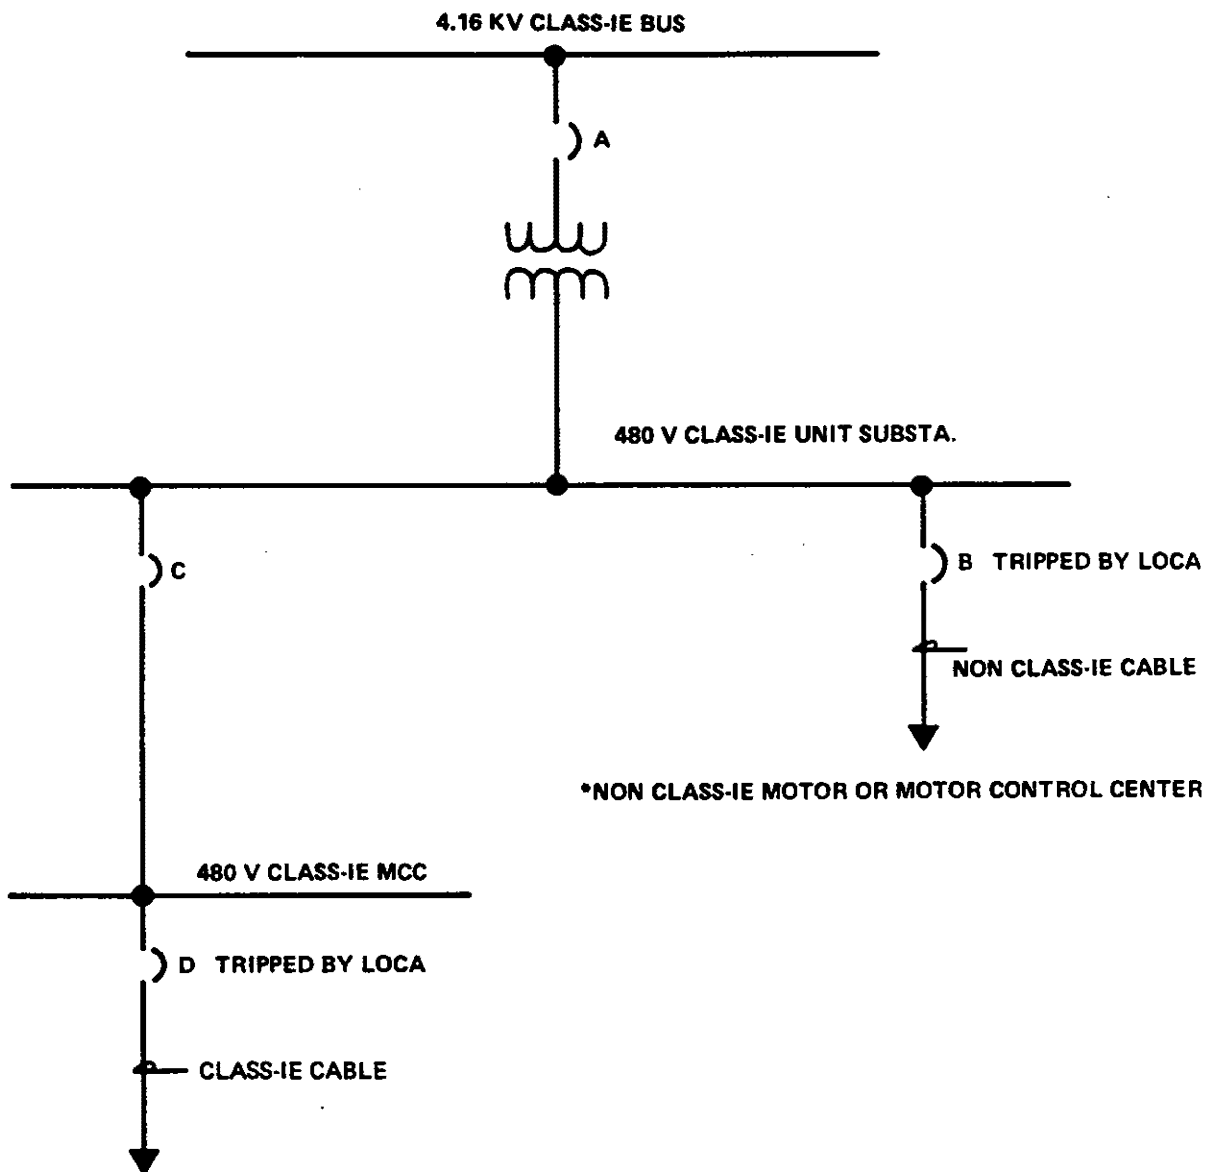 4.16 KV CLASS-IE BUS
A
480 V CLASS-IE UNIT SUBSTA.
C
B TRIPPED BY LOCA
NON CLASS-IE CABLE
*NON CLASS-IE MOTOR OR MOTOR CONTROL CENTER
480 V CLASS-IE MCC
D TRIPPED BY LOCA
CLASS-IE CABLE